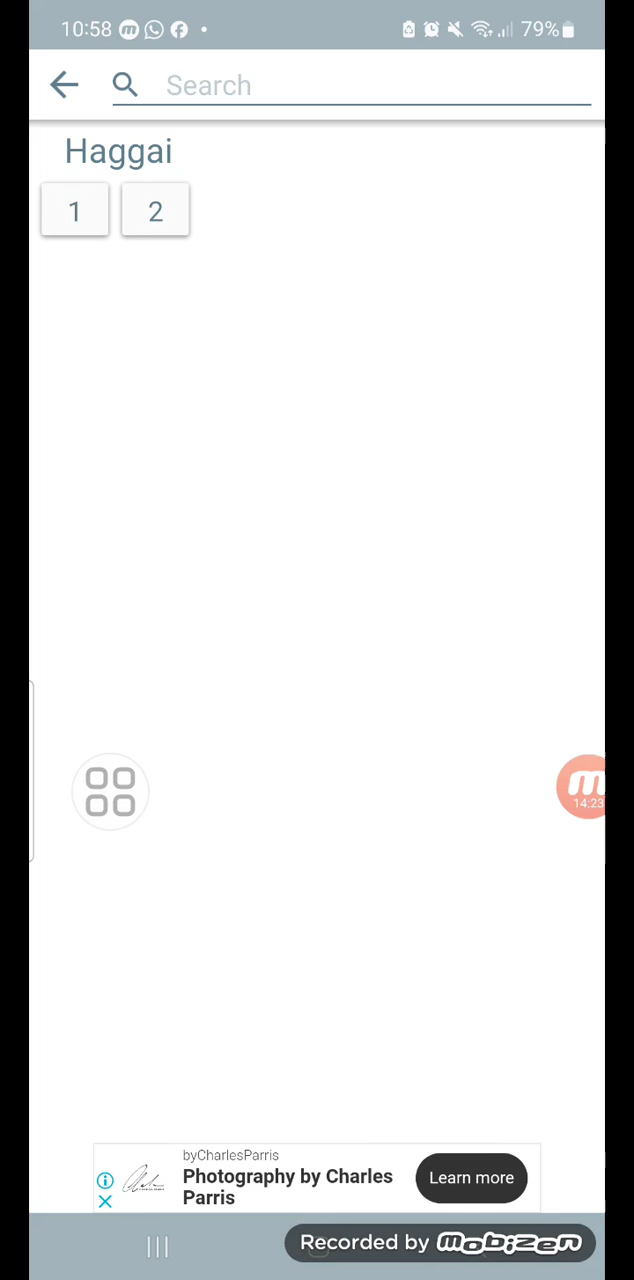 10:58 79%
Search
Haggai
1 2
14:23
byCharlesParris
Photography by Charles
Parris
Learn more
Recorded by mobizen